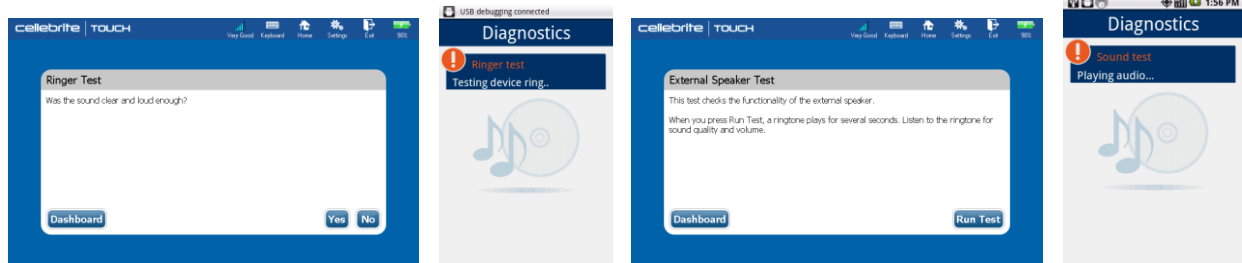 cellebrite | TOUCH
Very Good Keyboard Home Settings Exit 90%
Ringer Test
Was the sound clear and loud enough?
Dashboard Yes No
USB debugging connected
Diagnostics
Ringer test
Testing device ring..
cellebrite | TOUCH
Very Good Keyboard Home Settings Exit 90%
External Speaker Test
This test checks the functionality of the external speaker.
When you press Run Test, a ringtone plays for several seconds. Listen to the ringtone for
sound quality and volume.
Dashboard Run Test
1:56 PM
Diagnostics
Sound test
Playing audio...